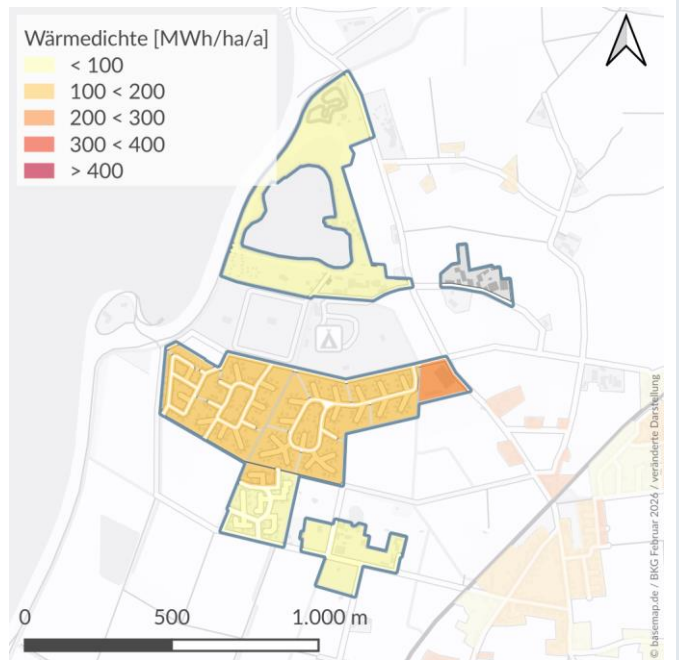 Wärmedichte [MWh/ha/a]
< 100
100 < 200
200 < 300
300 < 400
> 400
0 500 1.000 m
© basemap.de / BKG Februar 2026 / veränderte Darstellung